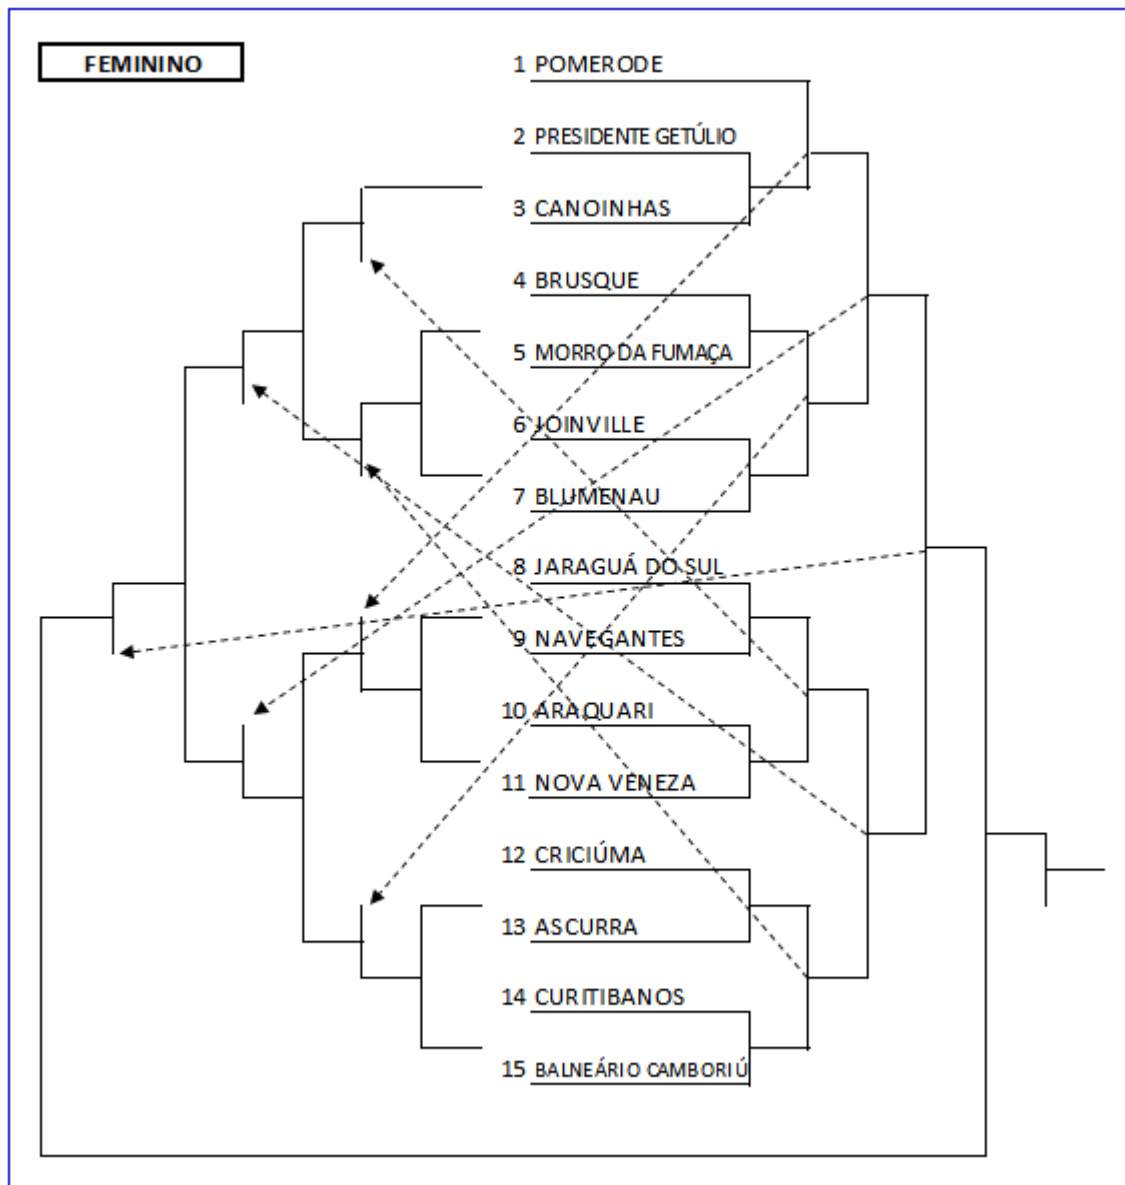 FEMININO
1 POMERODE
2 PRESIDENTE GETÚLIO
3 CANOINHAS
4 BRUSQUE
5 MORRO DA FUMAÇA
6 JOINVILLE
7 BLUMENAU
8 JARAGUÁ DO SUL
9 NAVEGANTES
10 ARAQUARI
11 NOVA VENEZA
12 CRICIÚMA
13 ASCURRA
14 CURITIBANOS
15 BALNEÁRIO CAMBORIÚ